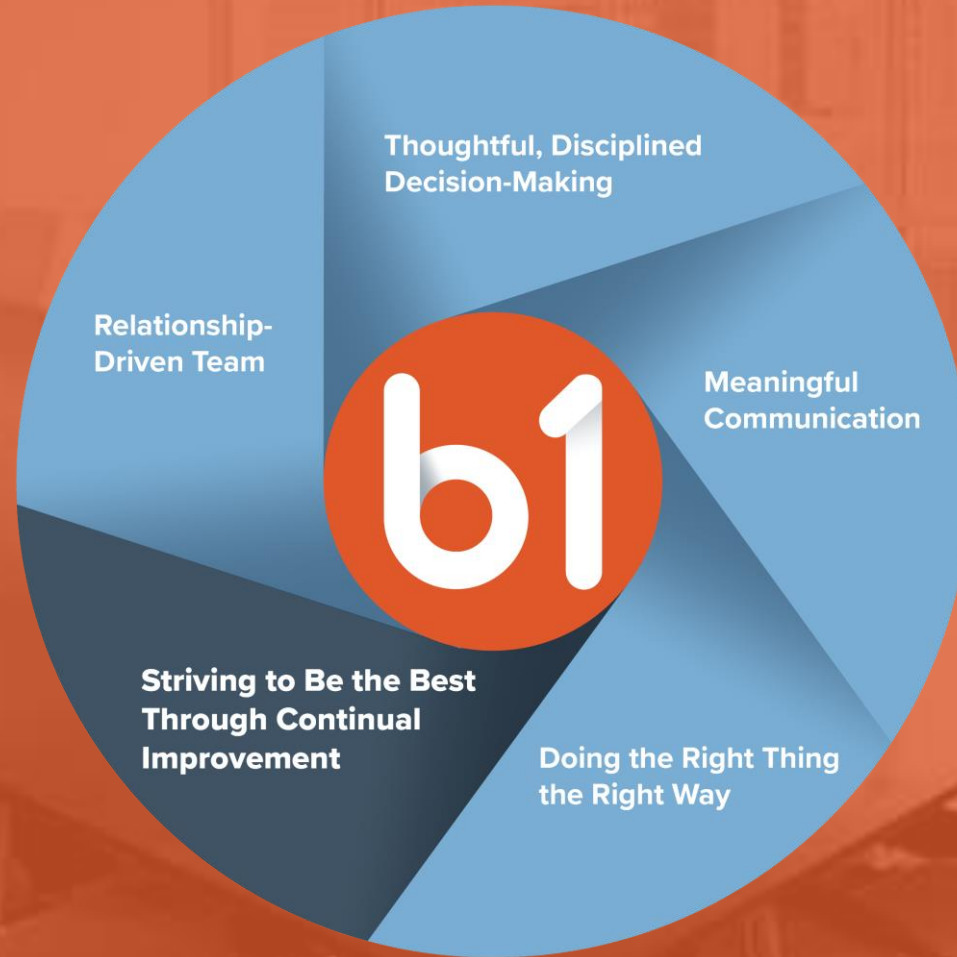 Thoughtful, Disciplined
Decision-Making
Relationship-
Driven Team
Meaningful
Communication
b1
Striving to Be the Best
Through Continual
Improvement
Doing the Right Thing
the Right Way